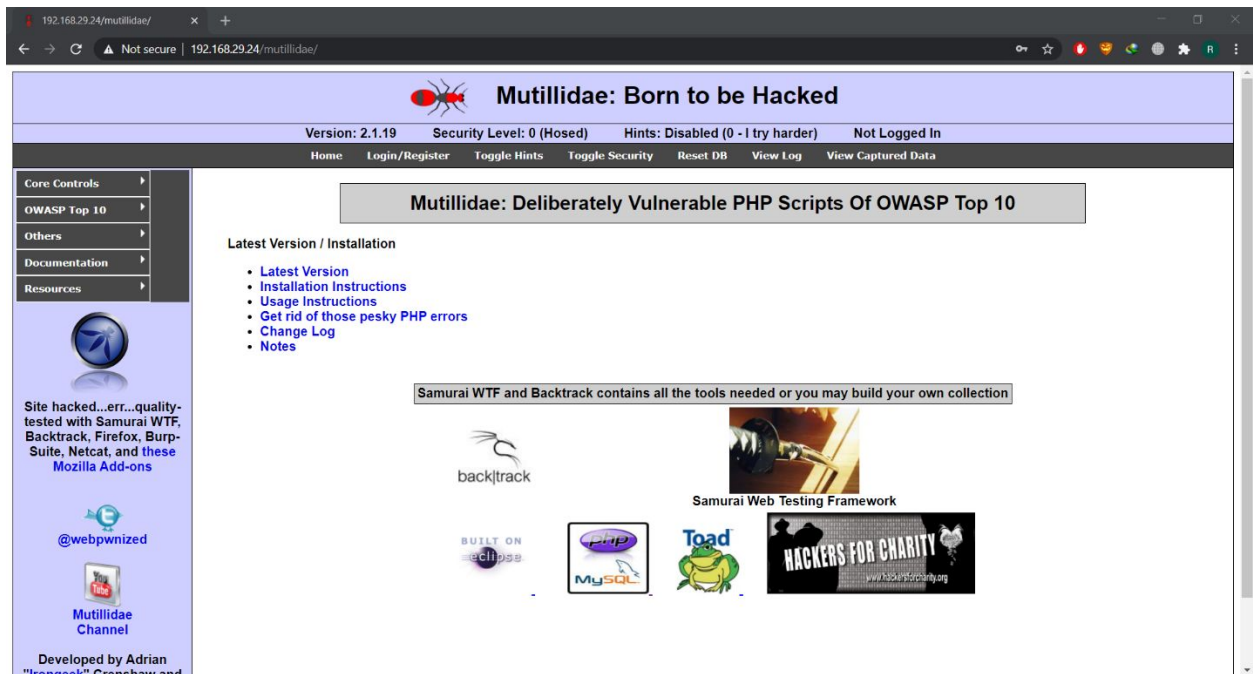 192.168.29.24/mutillidae/
Not secure | 192.168.29.24/mutillidae/
R
Mutillidae: Born to be Hacked
Version: 2.1.19 Security Level: 0 (Hosed) Hints: Disabled (0 - I try harder) Not Logged In
Home Login/Register Toggle Hints Toggle Security Reset DB View Log View Captured Data
Core Controls
OWASP Top 10
Others
Documentation
Resources
Site hacked...err...quality-
tested with Samurai WTF,
Backtrack, Firefox, Burp-
Suite, Netcat, and these
Mozilla Add-ons
@webpwnized
You
Tube
Mutillidae
Channel
Developed by Adrian
"Irongeek" Crenshaw and
Mutillidae: Deliberately Vulnerable PHP Scripts Of OWASP Top 10
Latest Version / Installation
• Latest Version
• Installation Instructions
• Usage Instructions
• Get rid of those pesky PHP errors
• Change Log
• Notes
Samurai WTF and Backtrack contains all the tools needed or you may build your own collection
back|track
Samurai Web Testing Framework
BUILT ON
eclipse
php
MySQL
Toad
HACKERS FOR CHARITY
www.hackersforcharity.org